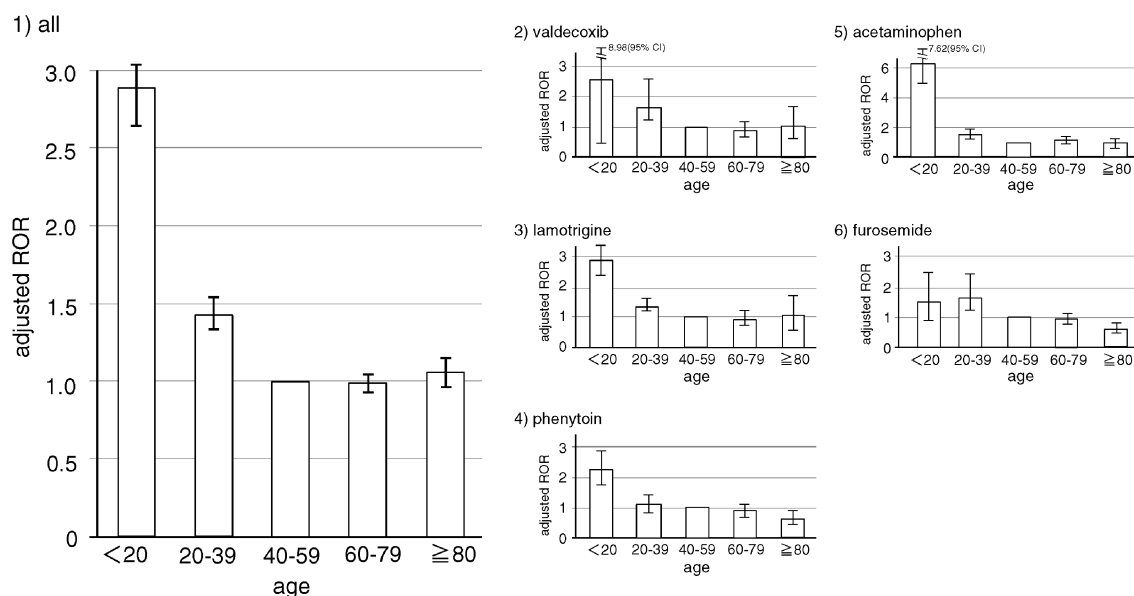 1) all
adjusted ROR
3.0
2.5
2.0
1.5
1.0
0.5
0
<20 20-39 40-59 60-79 ≧80
age
2) valdecoxib
8.98(95% CI)
adjusted ROR
3
2
1
0
<20 20-39 40-59 60-79 ≧80
age
3) lamotrigine
adjusted ROR
3
2
1
0
<20 20-39 40-59 60-79 ≧80
age
4) phenytoin
adjusted ROR
3
2
1
0
<20 20-39 40-59 60-79 ≧80
age
5) acetaminophen
7.62(95% CI)
adjusted ROR
6
4
2
0
<20 20-39 40-59 60-79 ≧80
age
6) furosemide
adjusted ROR
3
2
1
0
<20 20-39 40-59 60-79 ≧80
age